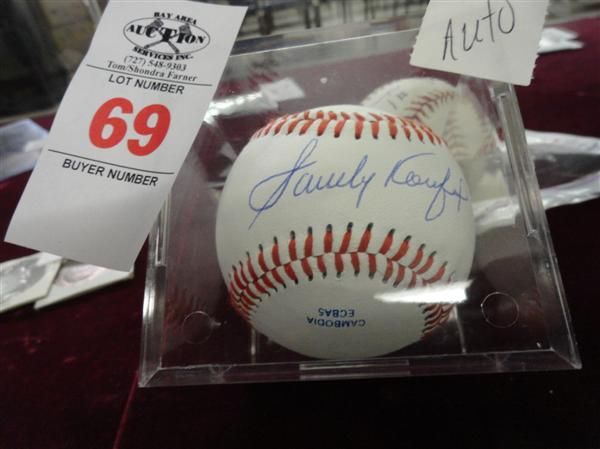 BAY AREA
AUCTION
SERVICES INC.
(727) 548-9303
Tom/Shondra Farner
LOT NUMBER
69
BUYER NUMBER
AUTO
Sandy Koufax
CAMBODIA
ECBAS